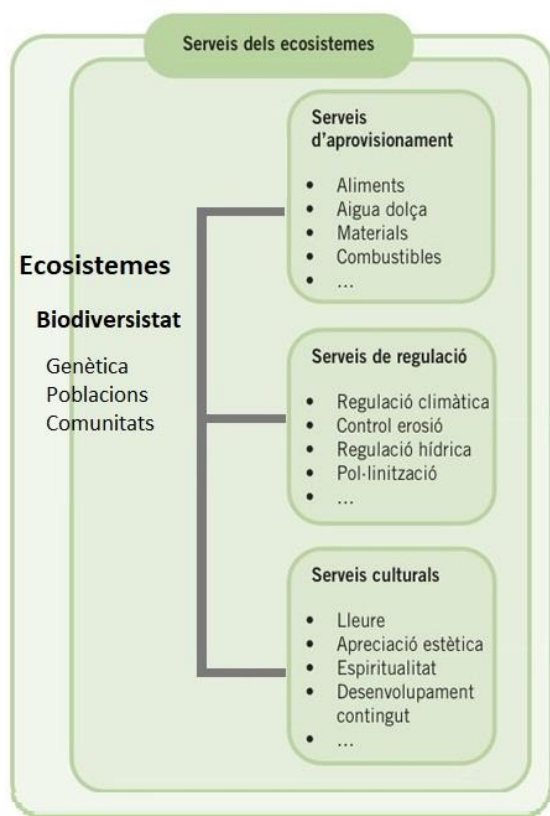 Serveis dels ecosistemes
Ecosistemes
Biodiversistat
Genètica
Poblacions
Comunitats
Serveis
d'aprovisionament
• Aliments
• Aigua dolça
• Materials
• Combustibles
• ...
Serveis de regulació
• Regulació climàtica
• Control erosió
• Regulació hídrica
• Pol·linització
• ...
Serveis culturals
• Lleure
• Apreciació estètica
• Espiritualitat
• Desenvolupament
contingut
• ...